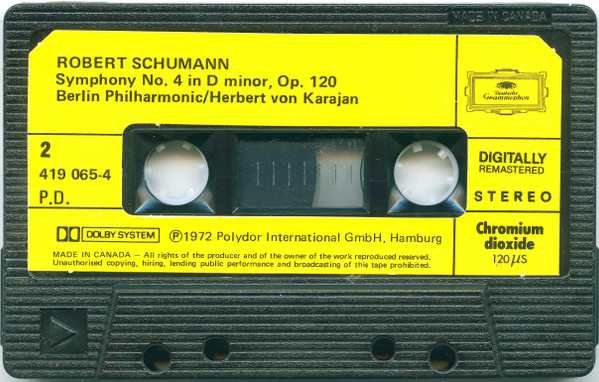 MADE IN CANADA
ROBERT SCHUMANN
Symphony No. 4 in D minor, Op. 120
Berlin Philharmonic/Herbert von Karajan
Deutsche
Grammophon
2
419 065-4
P.D.
DIGITALLY
REMASTERED
STEREO
DOLBY SYSTEM
Ⓟ1972 Polydor International GmbH, Hamburg
MADE IN CANADA – All rights of the producer and of the owner of the work reproduced reserved.
Unauthorised copying, hiring, lending public performance and broadcasting of this tape prohibited.
Chromium
dioxide
120 µS